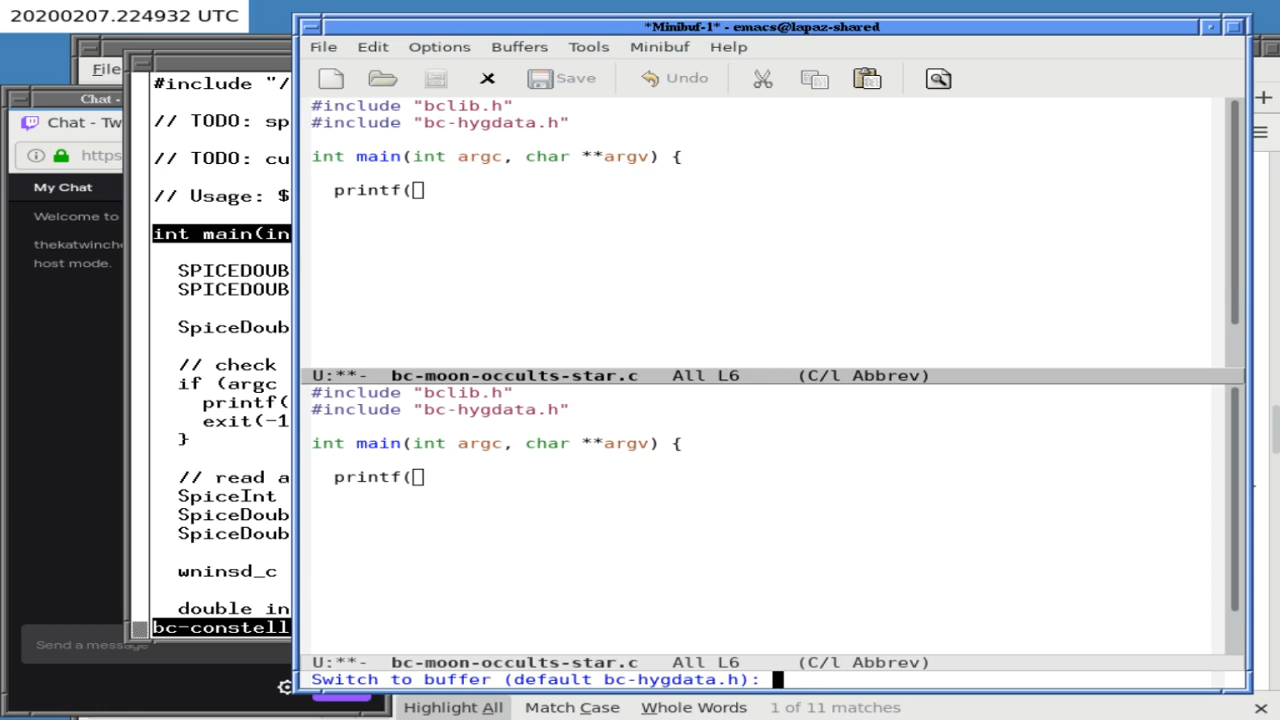 20200207.224932 UTC
*Minibuf-1* - emacs@lapaz-shared
File Edit Options Buffers Tools Minibuf Help
Save Undo
#include "bclib.h"
#include "bc-hygdata.h"
int main(int argc, char **argv) {
printf(
U:**- bc-moon-occults-star.c All L6 (C/l Abbrev)
#include "bclib.h"
#include "bc-hygdata.h"
int main(int argc, char **argv) {
printf(
U:**- bc-moon-occults-star.c All L6 (C/l Abbrev)
Switch to buffer (default bc-hygdata.h):
File
#include "/
// TODO: sp
// TODO: cu
// Usage: $
int main(in
SPICEDOUB
SPICEDOUB
SpiceDoub
// check
if (argc
printf(
exit(-1
}
// read a
SpiceInt
SpiceDoub
SpiceDoub
wninsd_c
double in
bc-constell
Chat -
Chat - Tw
https
My Chat
Welcome to
thekatwinche
host mode.
Send a message
Highlight All Match Case Whole Words 1 of 11 matches